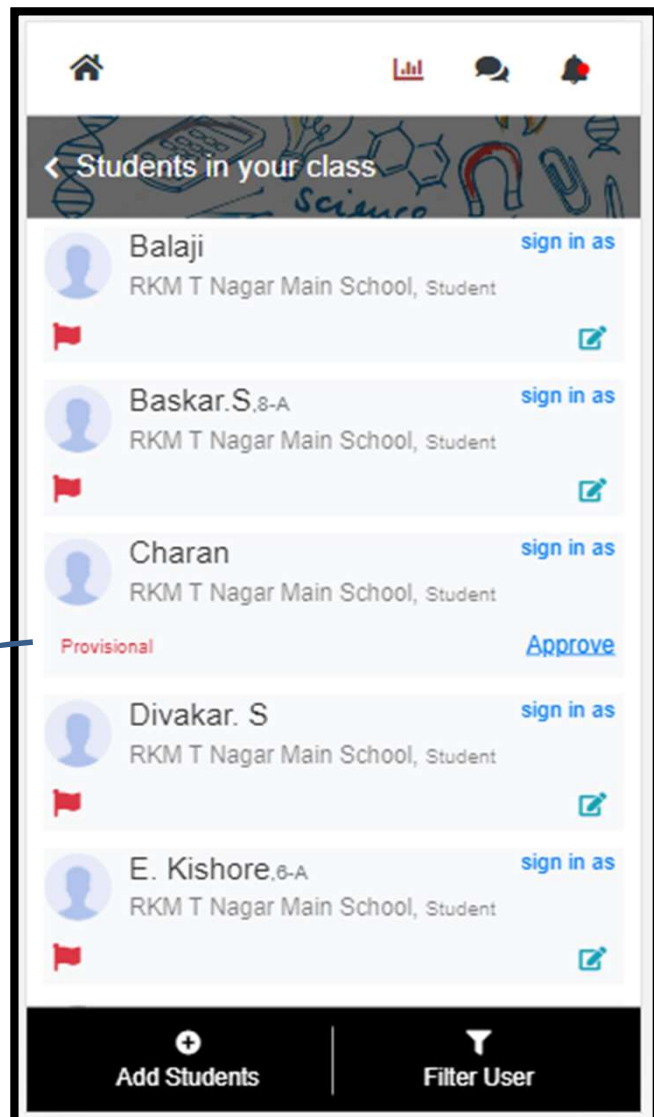 Students in your class
Science
Balaji
sign in as
RKM T Nagar Main School, Student
Baskar.S,8-A
sign in as
RKM T Nagar Main School, Student
Charan
sign in as
RKM T Nagar Main School, Student
Provisional
Approve
Divakar. S
sign in as
RKM T Nagar Main School, Student
E. Kishore,6-A
sign in as
RKM T Nagar Main School, Student
Add Students
Filter User